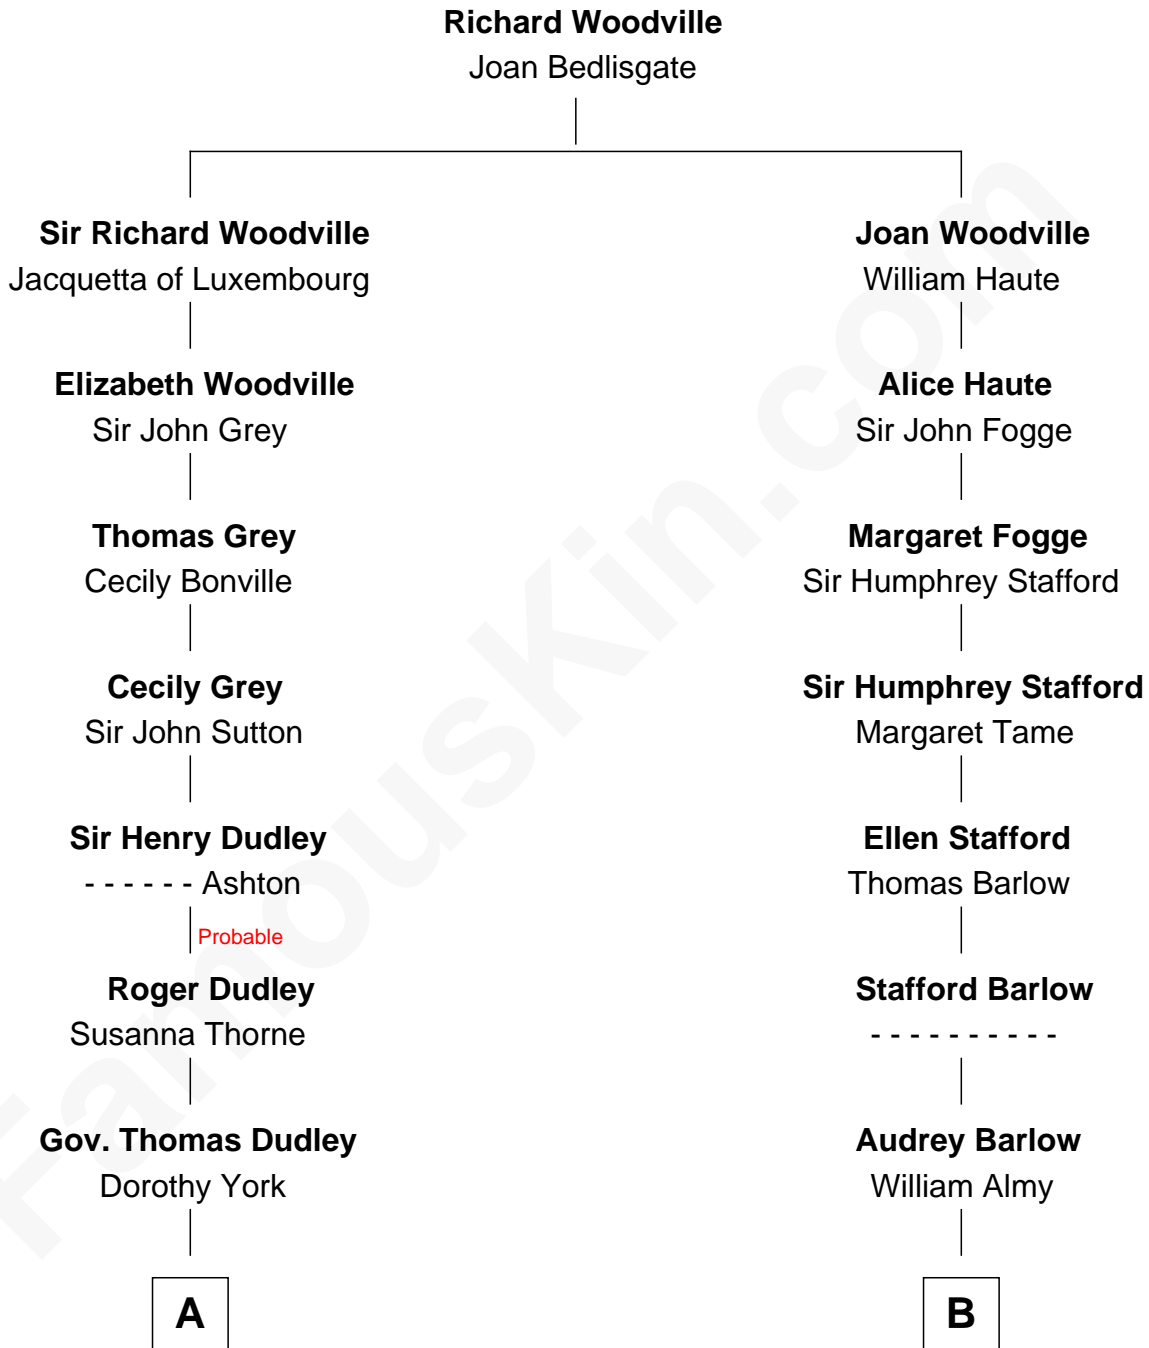 Richard Woodville
Joan Bedlisgate
Sir Richard Woodville
Jacquetta of Luxembourg
Joan Woodville
William Haute
Elizabeth Woodville
Sir John Grey
Alice Haute
Sir John Fogge
Thomas Grey
Cecily Bonville
Margaret Fogge
Sir Humphrey Stafford
Cecily Grey
Sir John Sutton
Sir Humphrey Stafford
Margaret Tame
Sir Henry Dudley
- - - - - - Ashton
Ellen Stafford
Thomas Barlow
Probable
Roger Dudley
Susanna Thorne
Stafford Barlow
- - - - - - - - - -
Gov. Thomas Dudley
Dorothy York
Audrey Barlow
William Almy
A
B
FamousKin.com